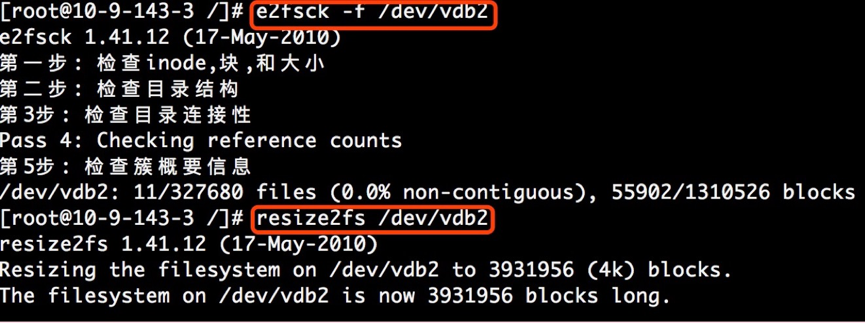 [root@10-9-143-3 /]# e2fsck -f /dev/vdb2
e2fsck 1.41.12 (17-May-2010)
第一步: 检查inode,块,和大小
第二步: 检查目录结构
第3步: 检查目录连接性
Pass 4: Checking reference counts
第5步: 检查簇概要信息
/dev/vdb2: 11/327680 files (0.0% non-contiguous), 55902/1310526 blocks
[root@10-9-143-3 /]# resize2fs /dev/vdb2
resize2fs 1.41.12 (17-May-2010)
Resizing the filesystem on /dev/vdb2 to 3931956 (4k) blocks.
The filesystem on /dev/vdb2 is now 3931956 blocks long.